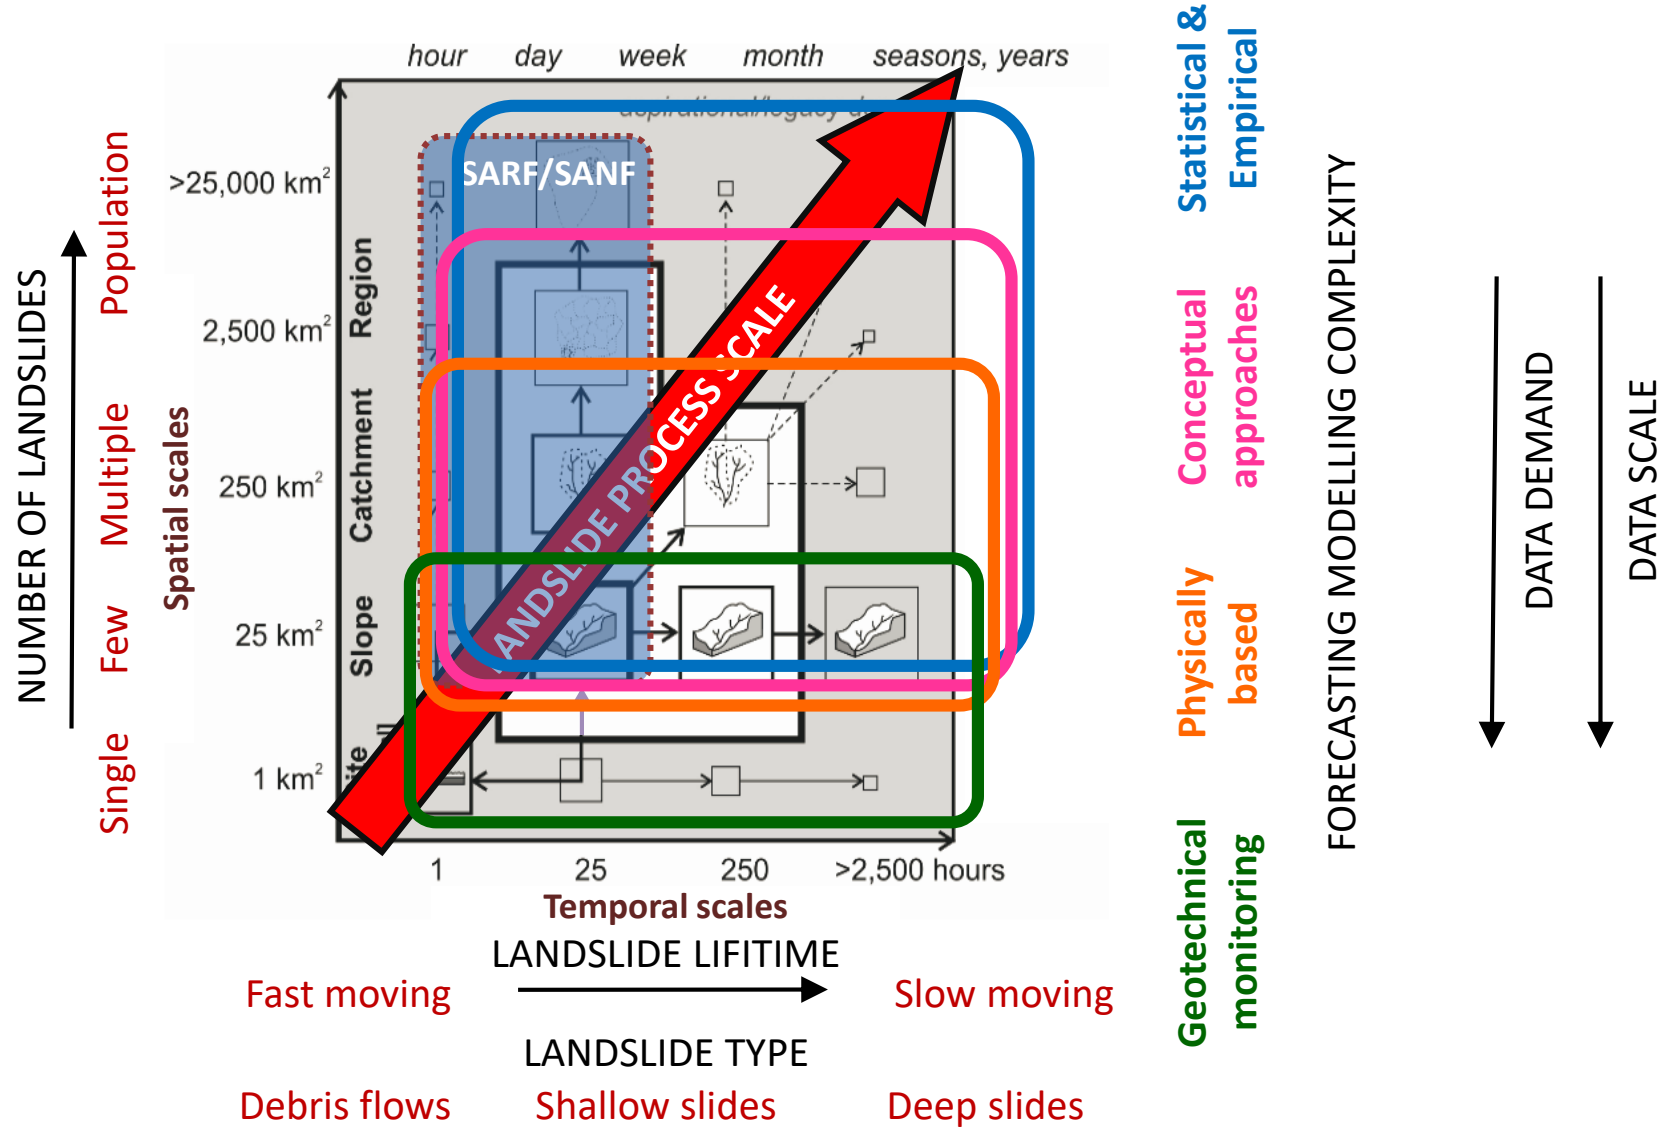 hour day week month seasons, years
SARF/SANF
>25,000 km²
2,500 km²
250 km²
25 km²
1 km²
Region
Catchment
Slope
LANDSLIDE PROCESS SCALE
1 25 250 >2,500 hours
Temporal scales
LANDSLIDE LIFITIME
Fast moving Slow moving
LANDSLIDE TYPE
Debris flows Shallow slides Deep slides
NUMBER OF LANDSLIDES
Single Few Multiple Population
Spatial scales
Statistical &
Empirical
Conceptual
approaches
Physically
based
Geotechnical
monitoring
FORECASTING MODELLING COMPLEXITY
DATA DEMAND
DATA SCALE